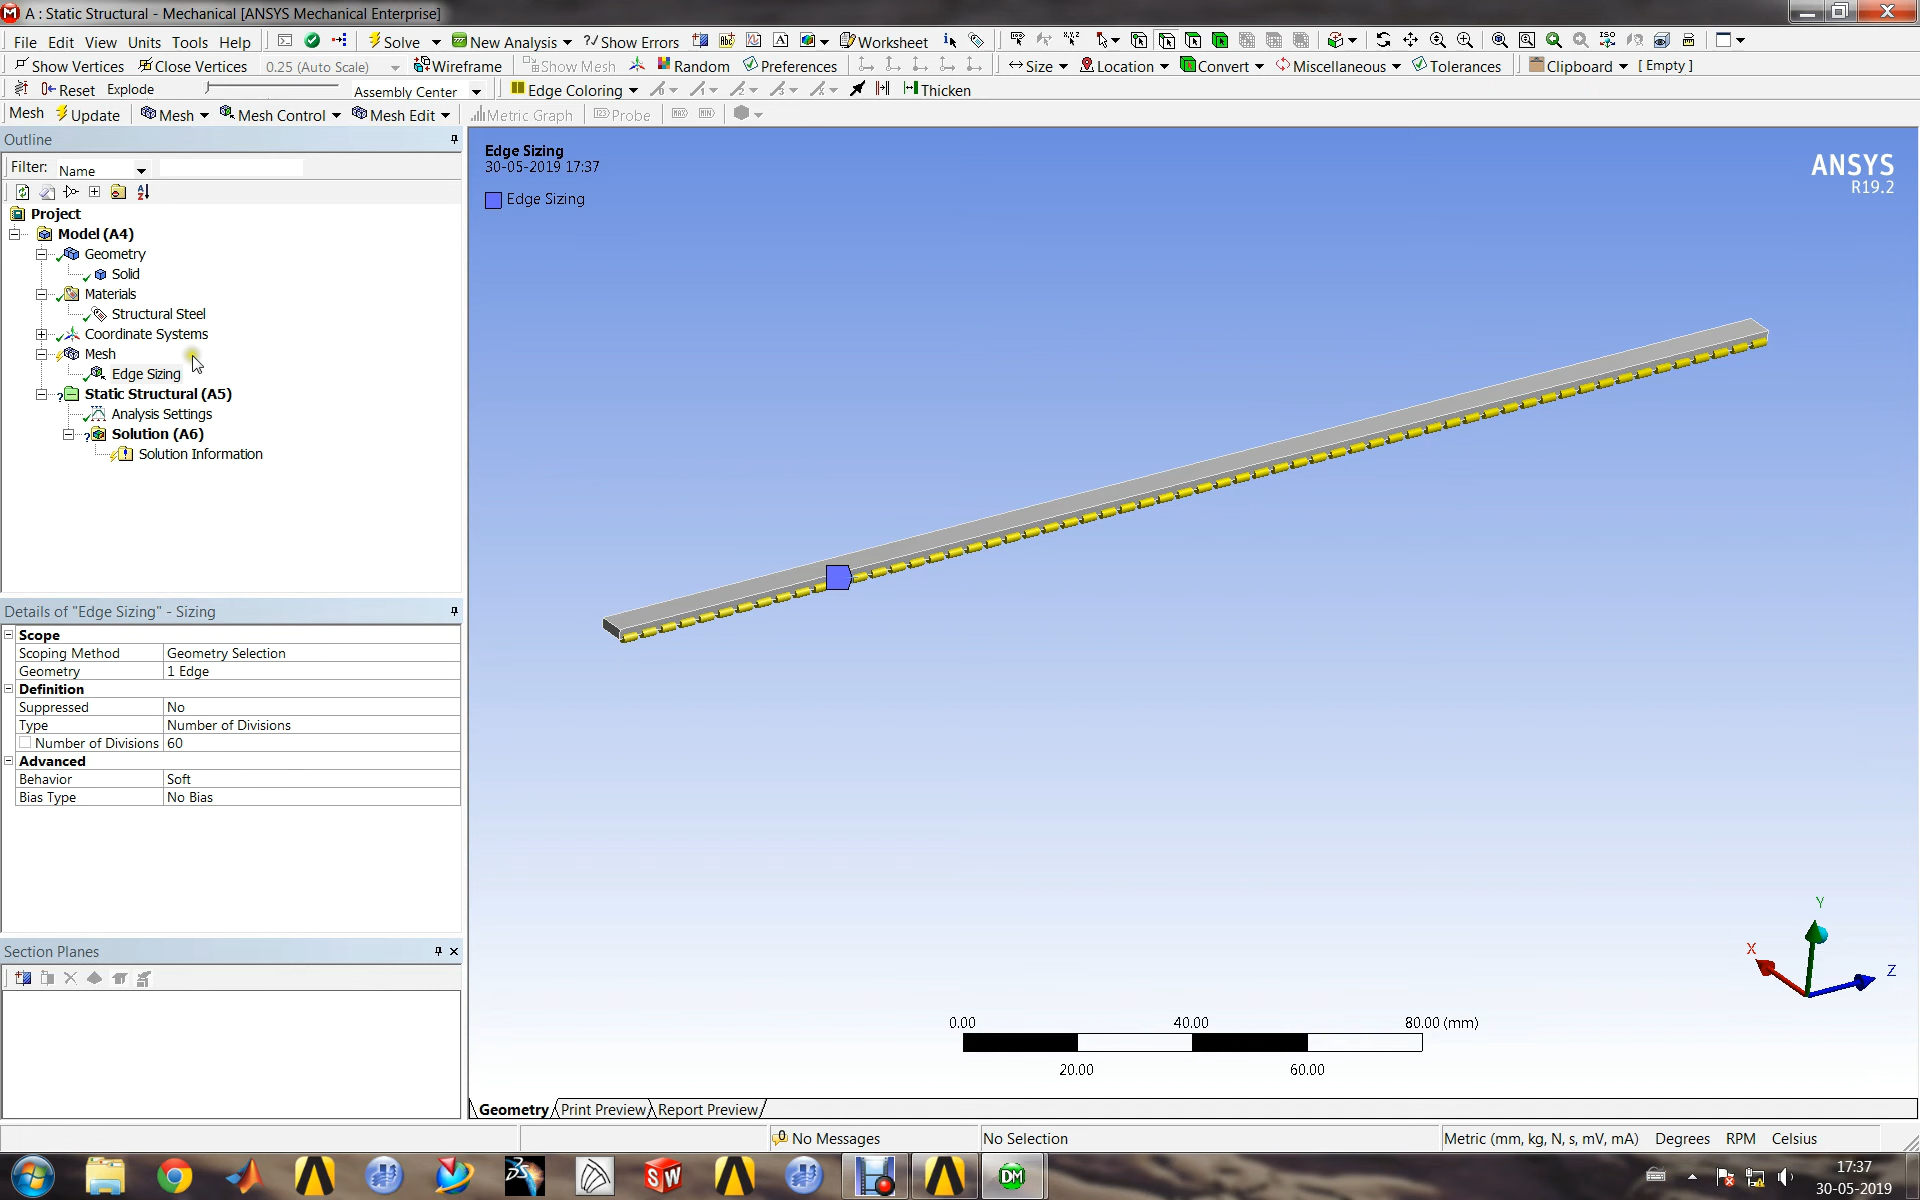 A : Static Structural - Mechanical [ANSYS Mechanical Enterprise]
File Edit View Units Tools Help Solve New Analysis Show Errors Worksheet
Show Vertices Close Vertices 0.25 (Auto Scale) Wireframe Show Mesh Random Preferences Size Location Convert Miscellaneous Tolerances Clipboard [ Empty ]
Reset Explode Assembly Center Edge Coloring Thicken
Mesh Update Mesh Mesh Control Mesh Edit Metric Graph Probe
Outline
Filter: Name
Project
Model (A4)
Geometry
Solid
Materials
Structural Steel
Coordinate Systems
Mesh
Edge Sizing
Static Structural (A5)
Analysis Settings
Solution (A6)
Solution Information
Details of "Edge Sizing" - Sizing
Scope
Scoping Method Geometry Selection
Geometry 1 Edge
Definition
Suppressed No
Type Number of Divisions
Number of Divisions 60
Advanced
Behavior Soft
Bias Type No Bias
Section Planes
Edge Sizing
30-05-2019 17:37
Edge Sizing
ANSYS
R19.2
Y
X
Z
0.00 40.00 80.00 (mm)
20.00 60.00
Geometry Print Preview Report Preview
No Messages No Selection Metric (mm, kg, N, s, mV, mA) Degrees RPM Celsius
SW
DM
17:37
30-05-2019